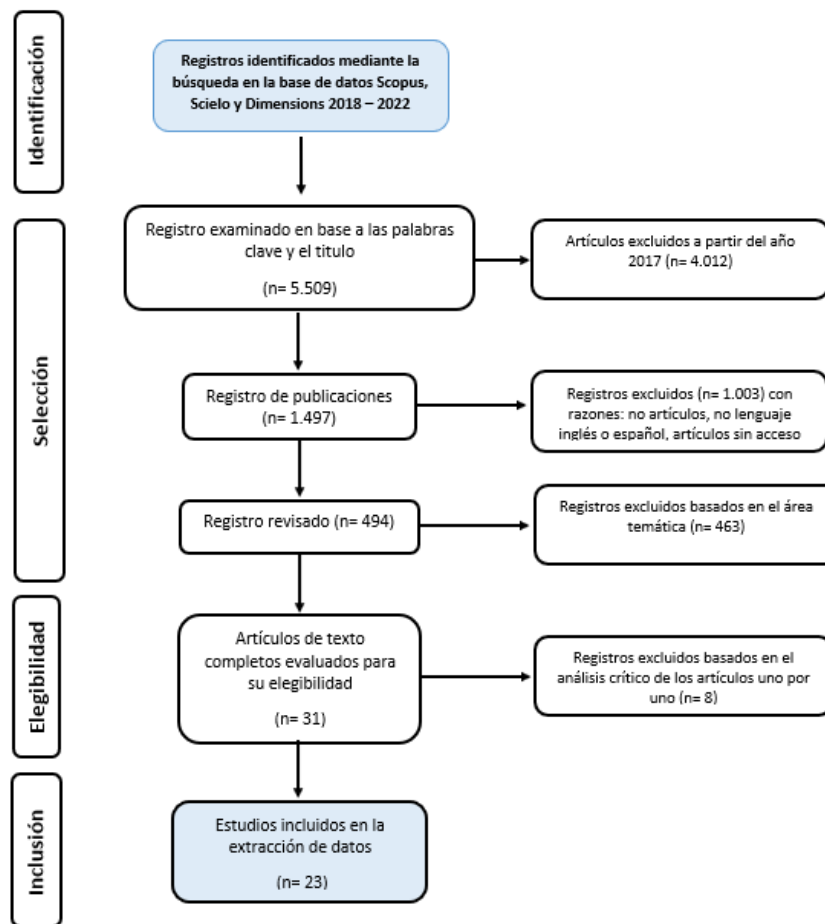 Identificación
Registros identificados mediante la
búsqueda en la base de datos Scopus,
Scielo y Dimensions 2018 – 2022
Selección
Registro examinado en base a las palabras
clave y el titulo
(n= 5.509)
Artículos excluidos a partir del año
2017 (n= 4.012)
Registro de publicaciones
(n= 1.497)
Registros excluidos (n= 1.003) con
razones: no artículos, no lenguaje
inglés o español, artículos sin acceso
Registro revisado (n= 494)
Registros excluidos basados en el área
temática (n= 463)
Elegibilidad
Artículos de texto
completos evaluados para
su elegibilidad
(n= 31)
Registros excluidos basados en el
análisis crítico de los artículos uno por
uno (n= 8)
Inclusión
Estudios incluidos en la
extracción de datos
(n= 23)